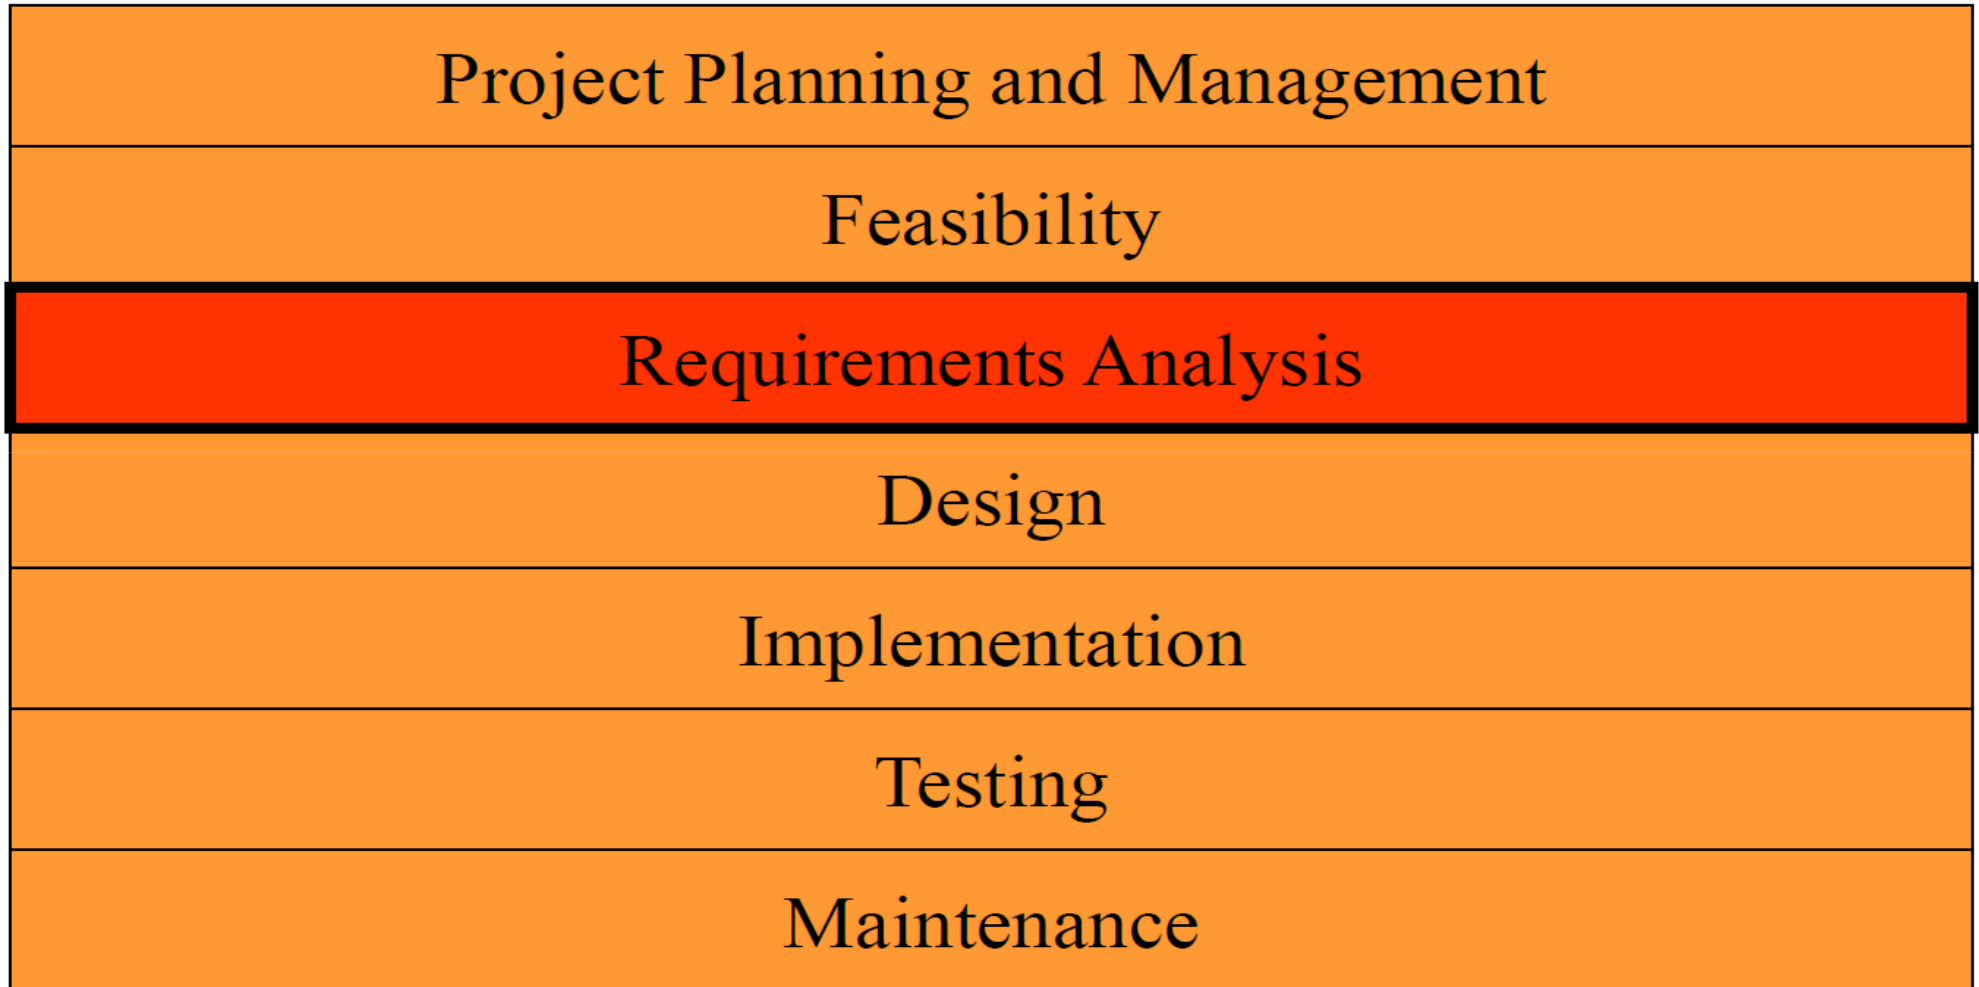 Project Planning and Management
Feasibility
Requirements Analysis
Design
Implementation
Testing
Maintenance